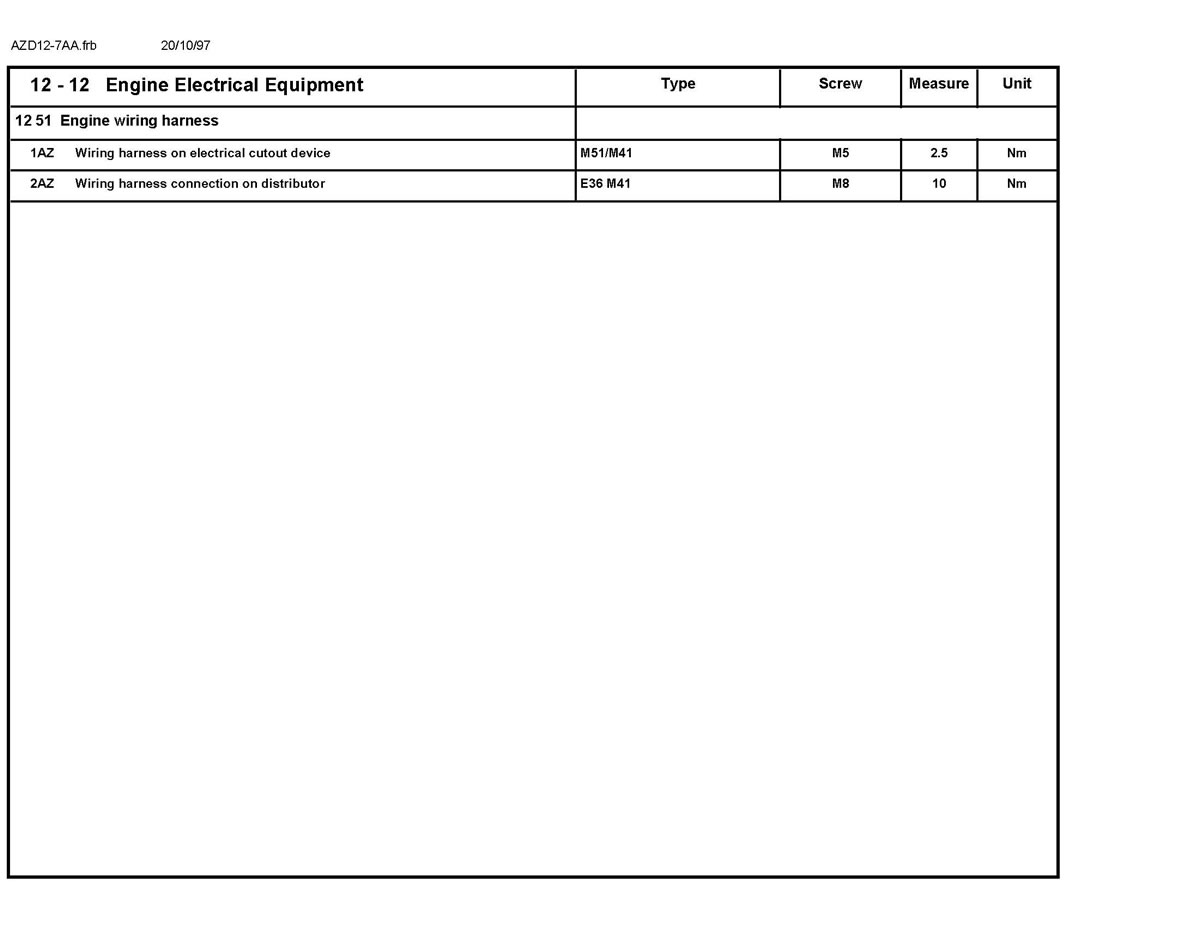 AZD12-7AA.frb 20/10/97
12 - 12 Engine Electrical Equipment Type Screw Measure Unit
12 51 Engine wiring harness
1AZ Wiring harness on electrical cutout device M51/M41 M5 2.5 Nm
2AZ Wiring harness connection on distributor E36 M41 M8 10 Nm